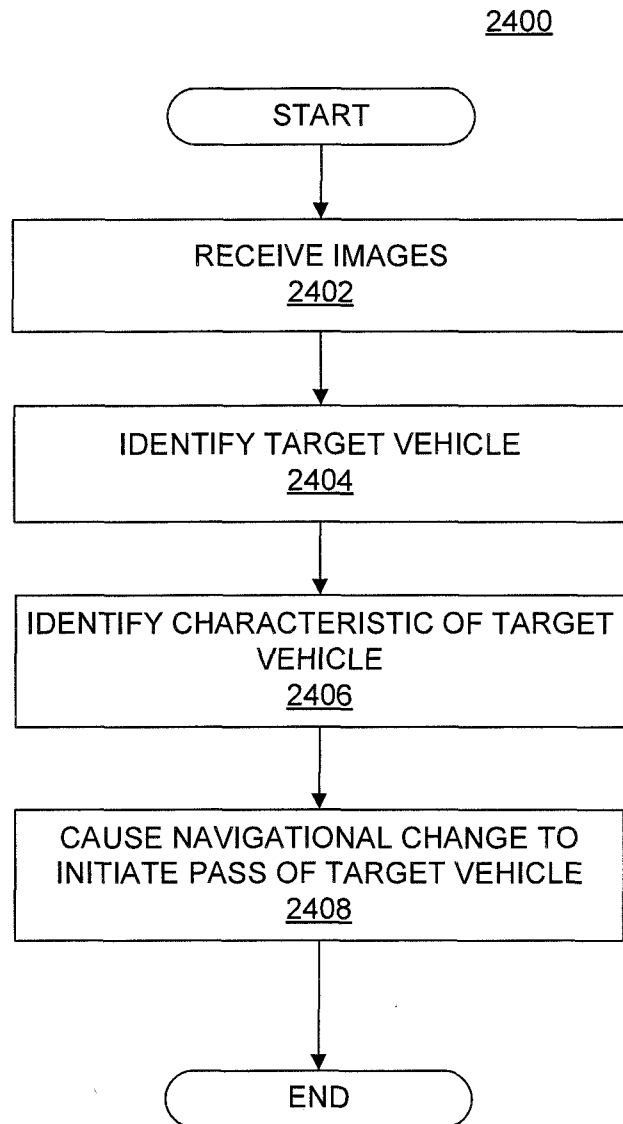 2400
START
RECEIVE IMAGES
2402
IDENTIFY TARGET VEHICLE
2404
IDENTIFY CHARACTERISTIC OF TARGET
VEHICLE
2406
CAUSE NAVIGATIONAL CHANGE TO
INITIATE PASS OF TARGET VEHICLE
2408
END